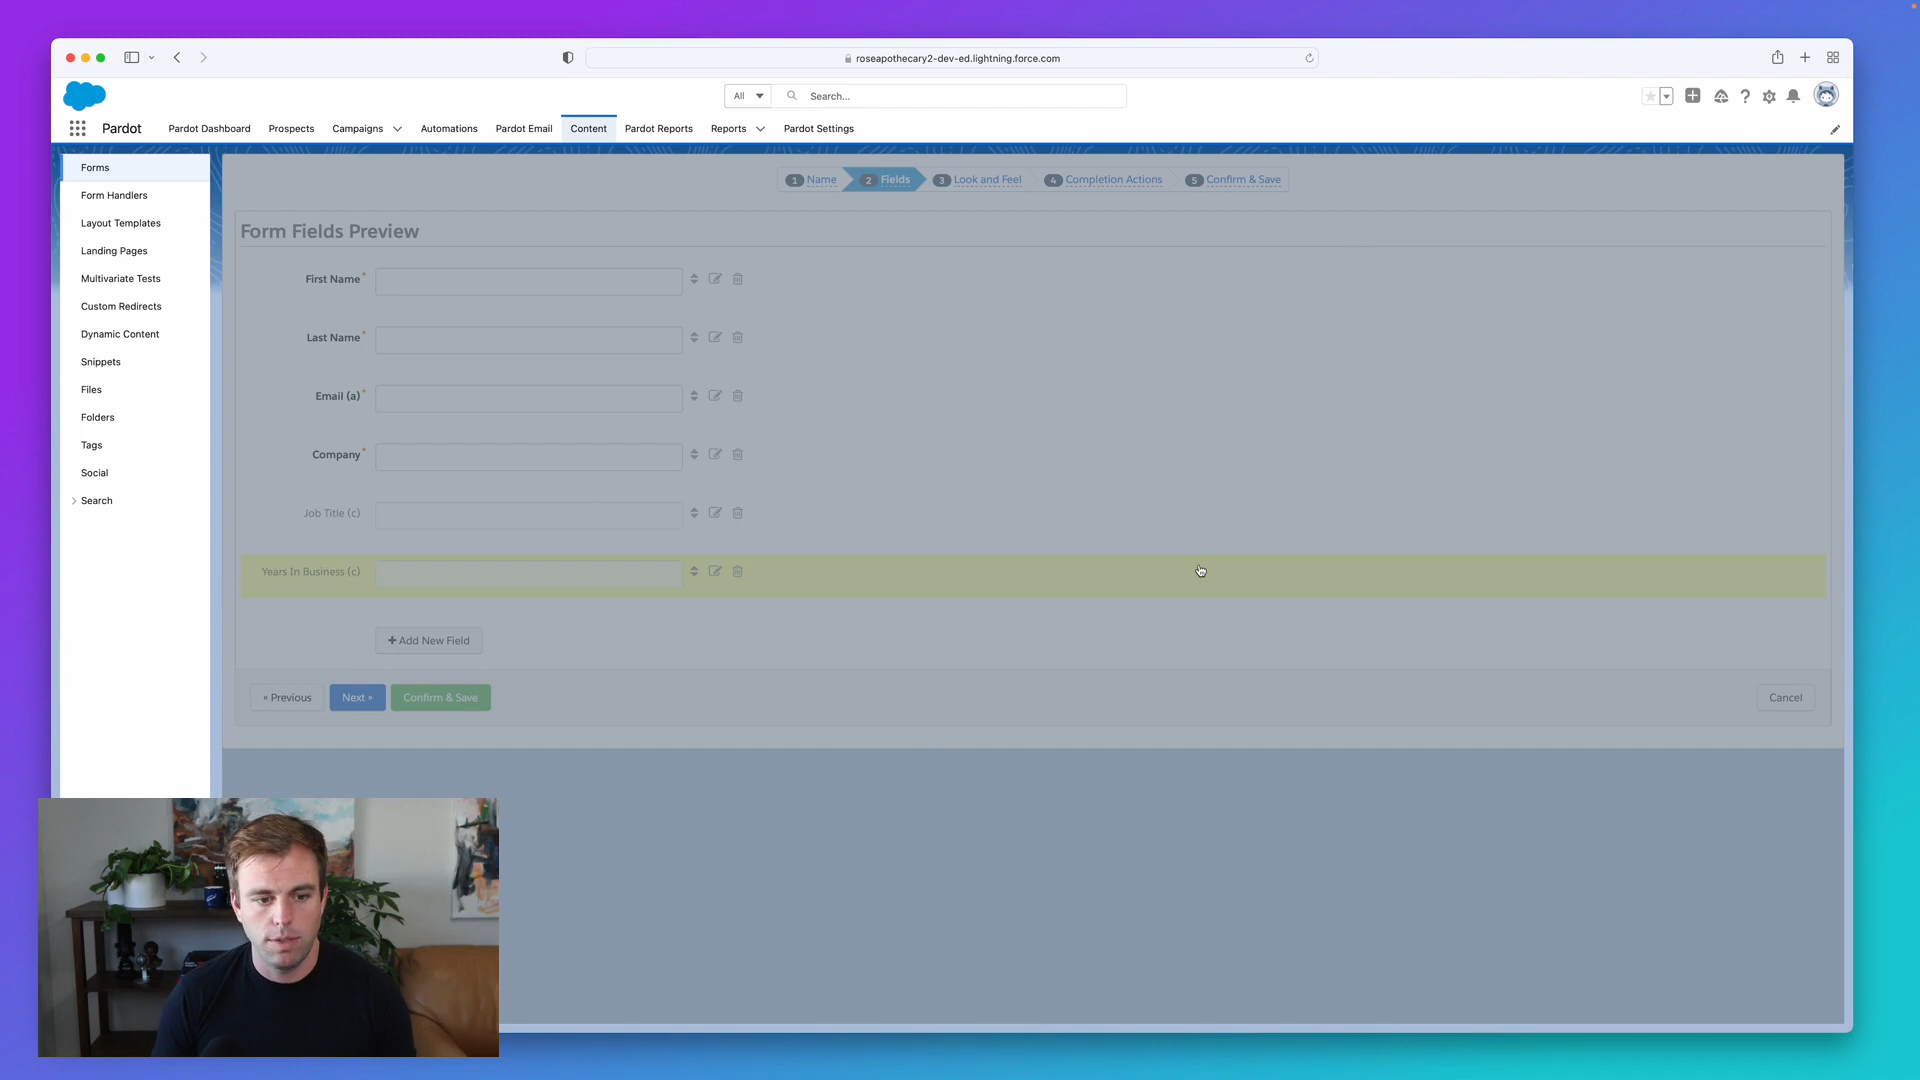 roseapothecary2-dev-ed.lightning.force.com
All
Search...
Pardot
Pardot Dashboard
Prospects
Campaigns
Automations
Pardot Email
Content
Pardot Reports
Reports
Pardot Settings
Forms
Form Handlers
Layout Templates
Landing Pages
Multivariate Tests
Custom Redirects
Dynamic Content
Snippets
Files
Folders
Tags
Social
Search
1 Name
2 Fields
3 Look and Feel
4 Completion Actions
5 Confirm & Save
Form Fields Preview
First Name *
Last Name *
Email (a) *
Company *
Job Title (c)
Years In Business (c)
+ Add New Field
« Previous
Next »
Confirm & Save
Cancel